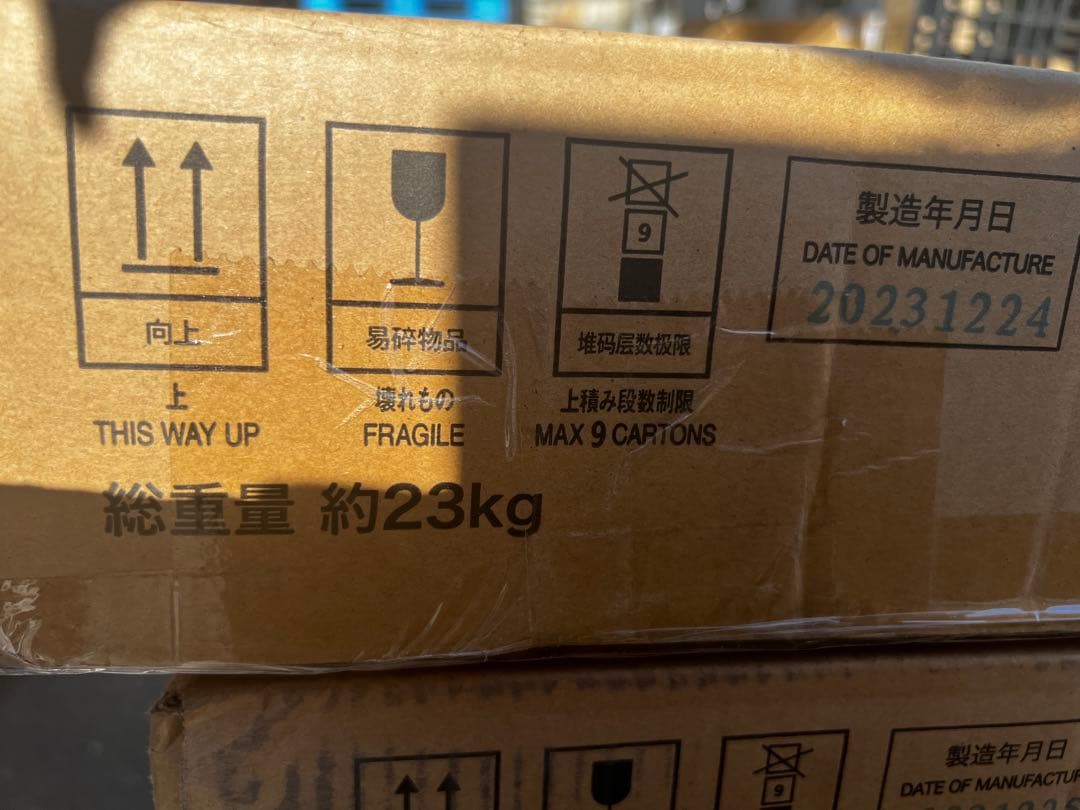 向上
上
THIS WAY UP
易碎物品
壊れもの
FRAGILE
9
堆码层数极限
上積み段数制限
MAX 9 CARTONS
製造年月日
DATE OF MANUFACTURE
20231224
総重量 約23kg
9
製造年月日
DATE OF MANUFACTUR